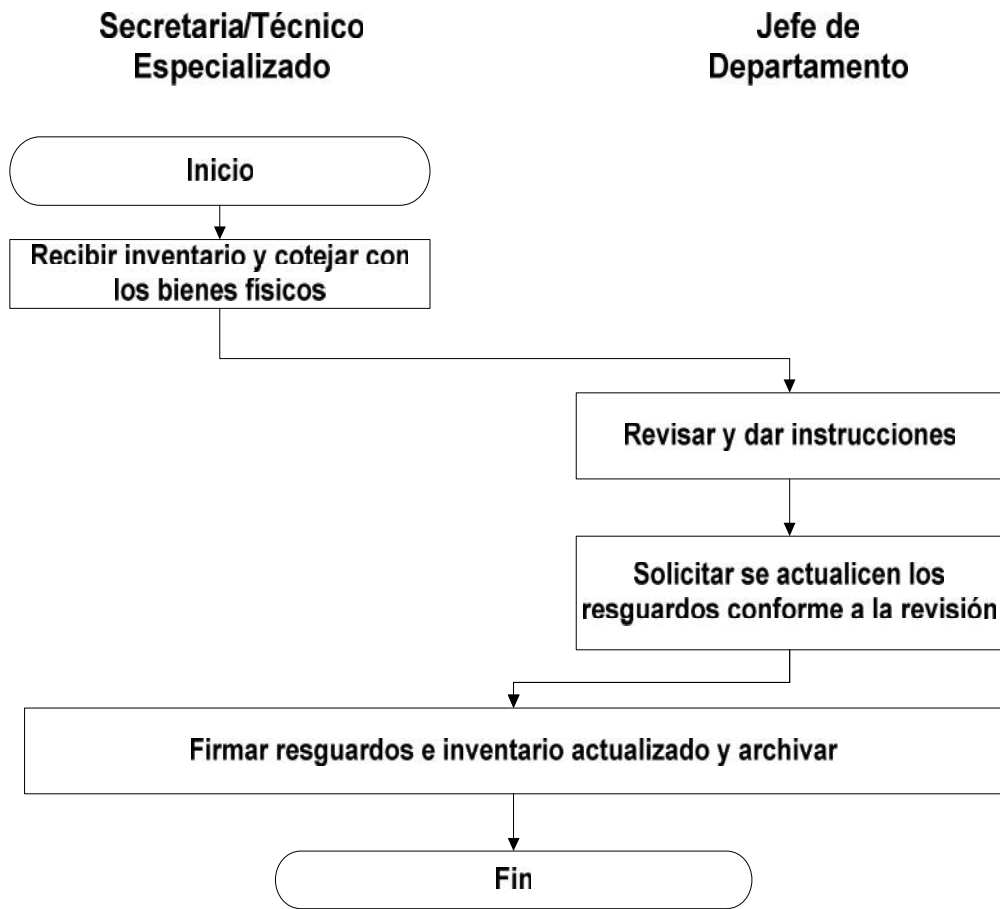 Secretaria/Técnico
Especializado
Jefe de
Departamento
Inicio
Recibir inventario y cotejar con
los bienes físicos
Revisar y dar instrucciones
Solicitar se actualicen los
resguardos conforme a la revisión
Firmar resguardos e inventario actualizado y archivar
Fin